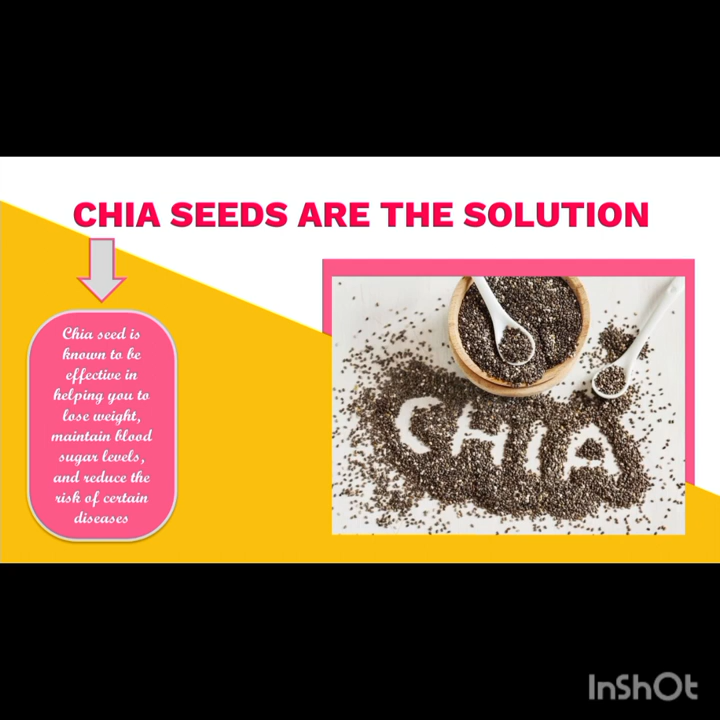 CHIA SEEDS ARE THE SOLUTION
Chia seed is
known to be
effective in
helping you to
lose weight,
maintain blood
sugar levels,
and reduce the
risk of certain
diseases
CHIA
InShOt